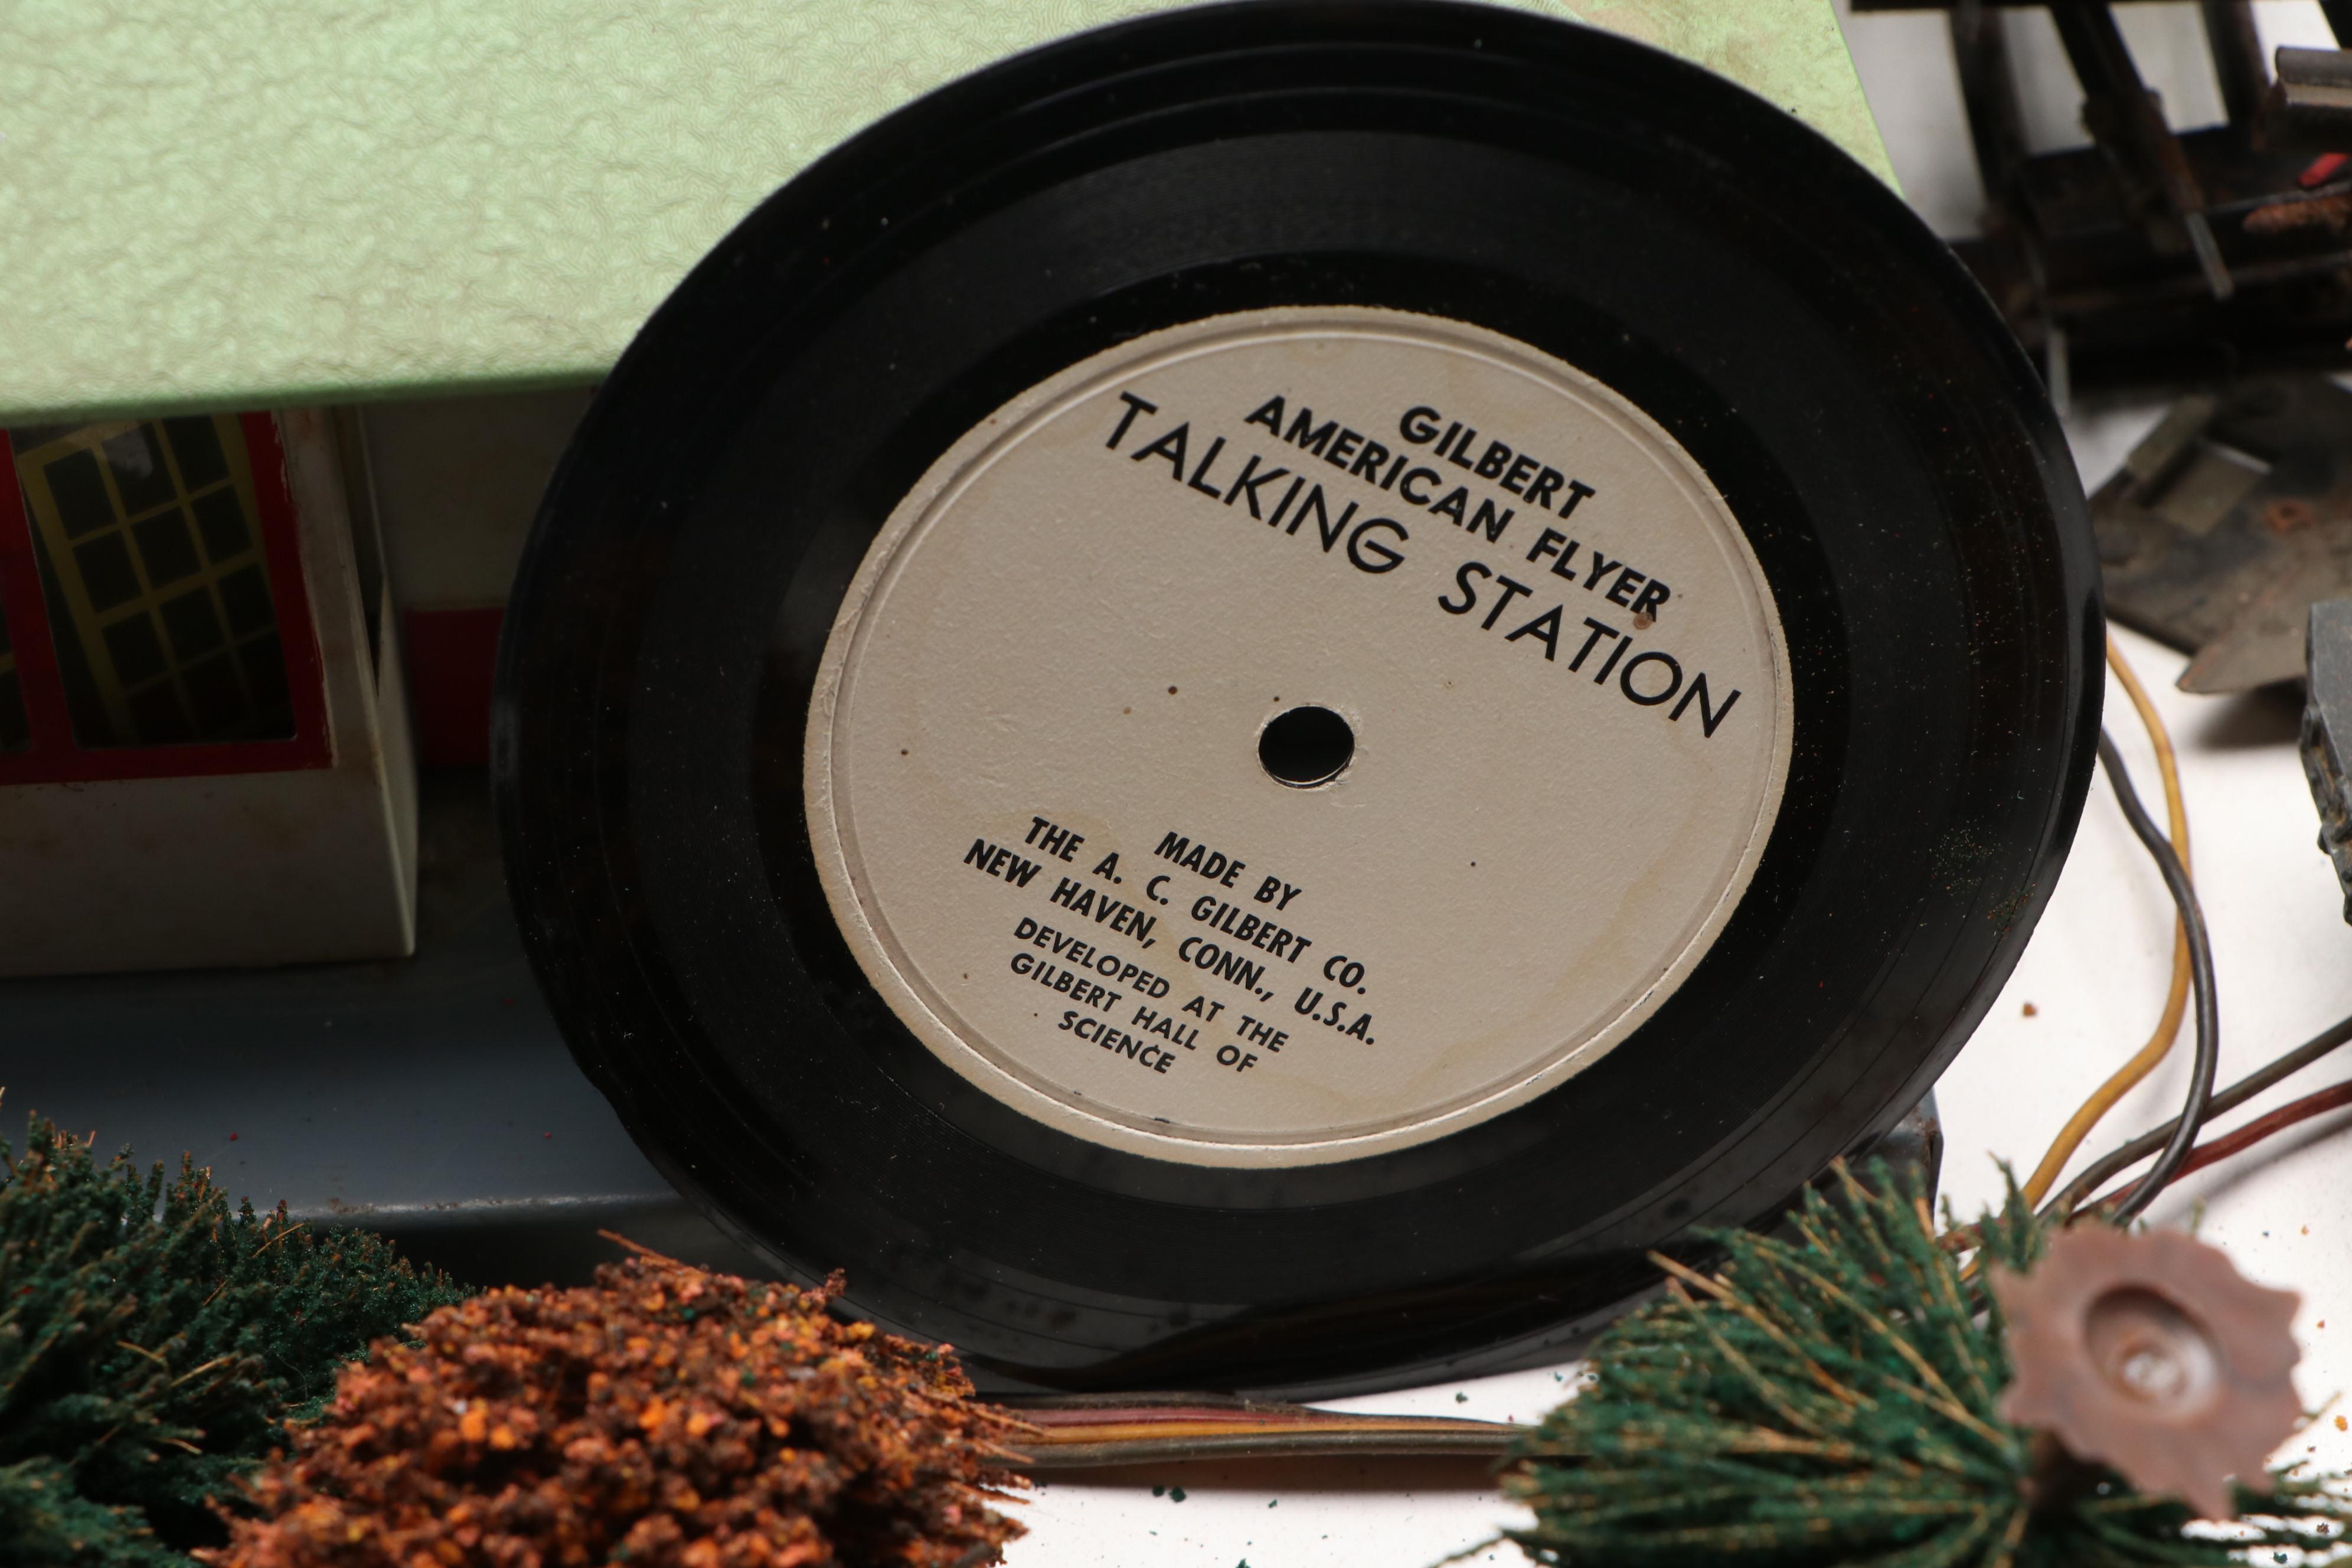 GILBERT
AMERICAN FLYER
TALKING STATION
MADE BY
THE A. C. GILBERT CO.
NEW HAVEN, CONN., U.S.A.
DEVELOPED AT THE
GILBERT HALL OF
SCIENCE